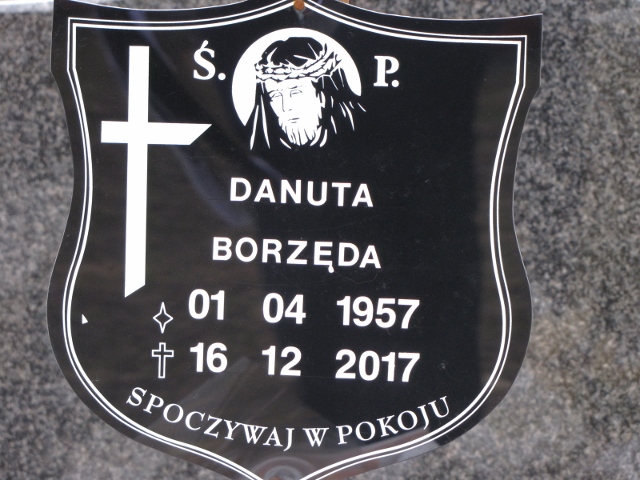 Ś. P.
DANUTA
BORZĘDA
01 04 1957
16 12 2017
SPOCZYWAJ W POKOJU